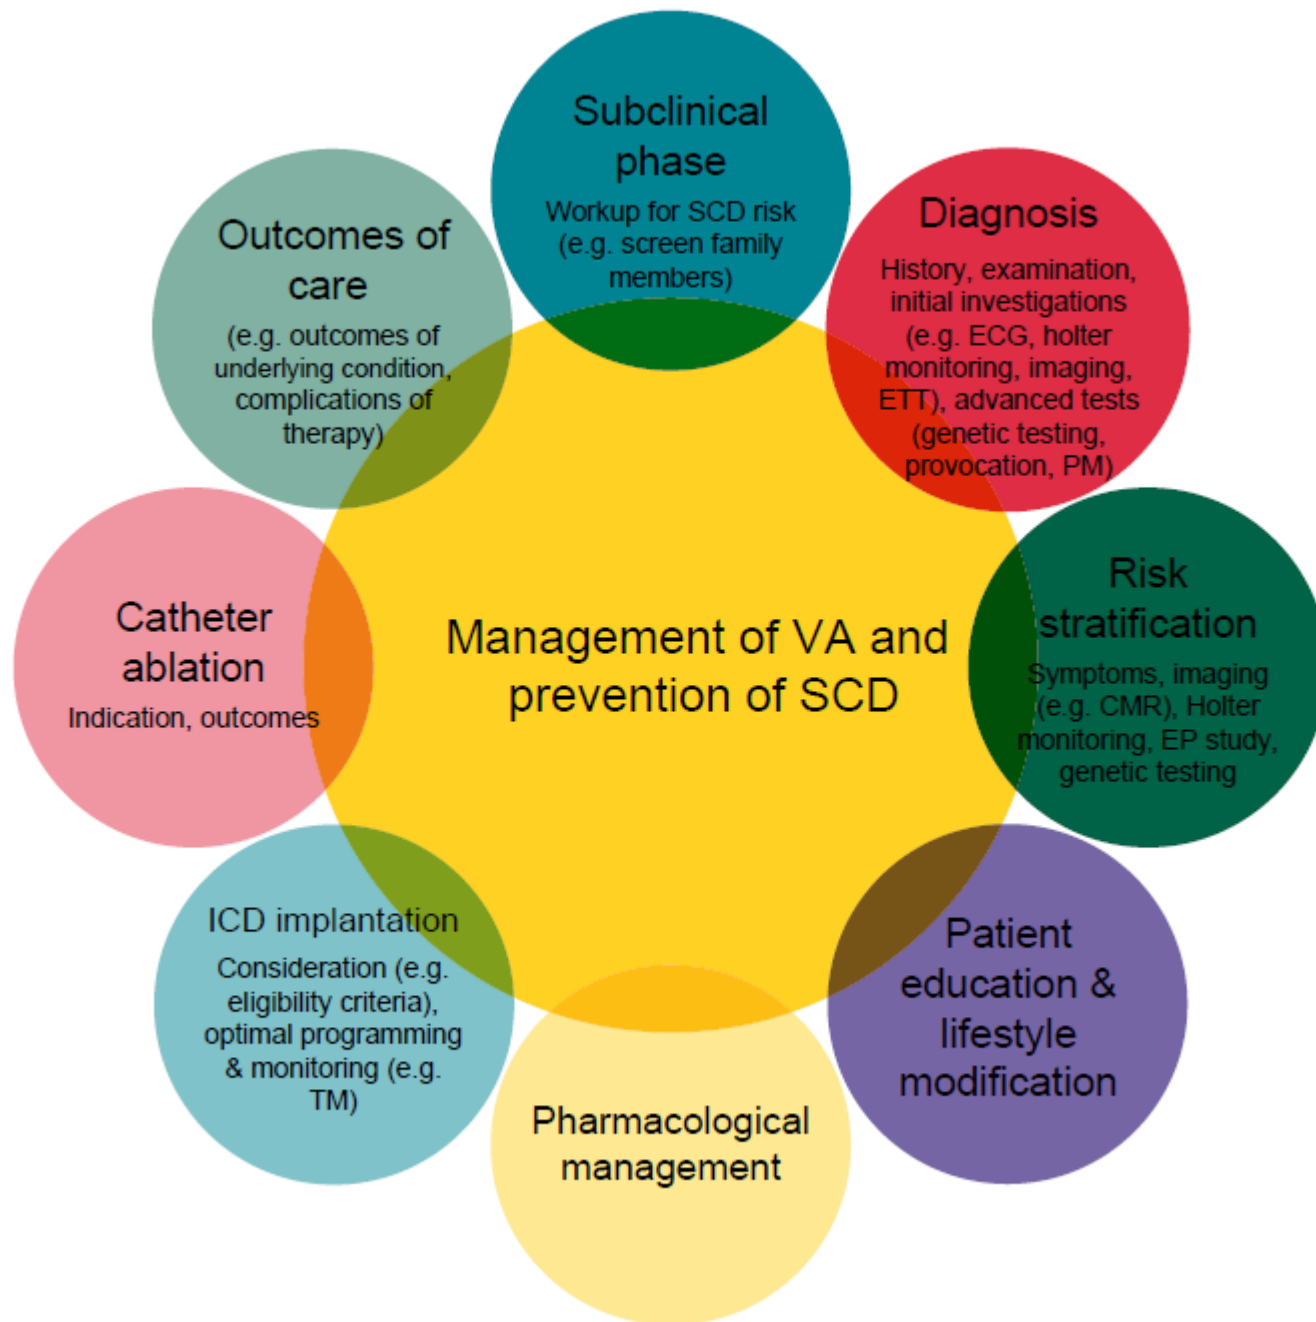 Subclinical
phase
Workup for SCD risk
(e.g. screen family
members)
Diagnosis
History, examination,
initial investigations
(e.g. ECG, holter
monitoring, imaging,
ETT), advanced tests
(genetic testing,
provocation, PM)
Risk
stratification
Symptoms, imaging
(e.g. CMR), Holter
monitoring, EP study,
genetic testing
Patient
education &
lifestyle
modification
Pharmacological
management
ICD implantation
Consideration (e.g.
eligibility criteria),
optimal programming
& monitoring (e.g.
TM)
Catheter
ablation
Indication, outcomes
Outcomes of
care
(e.g. outcomes of
underlying condition,
complications of
therapy)
Management of VA and
prevention of SCD